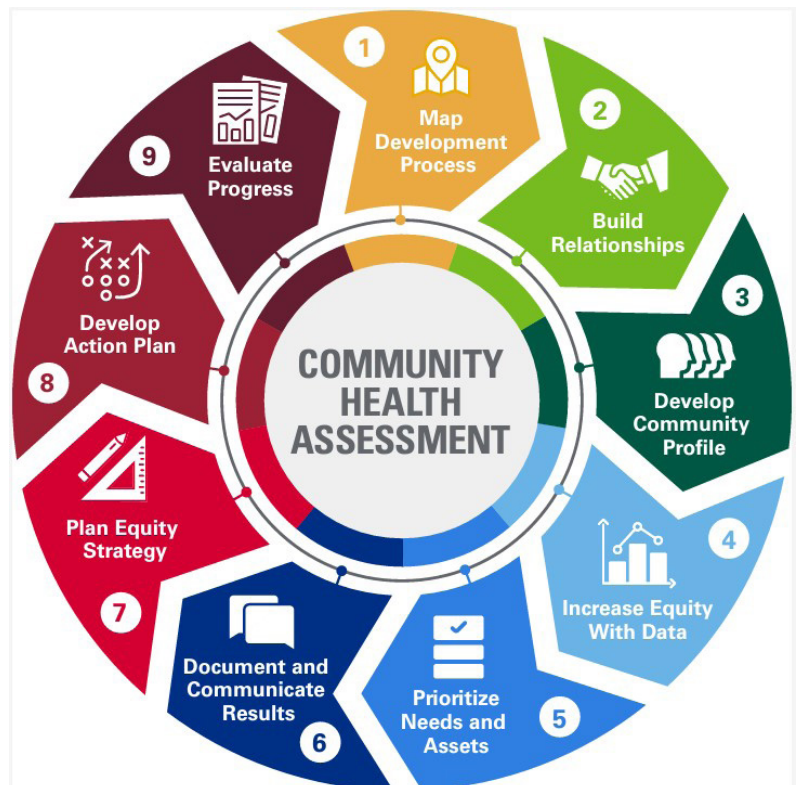 COMMUNITY
HEALTH
ASSESSMENT
1
Map
Development
Process
2
Build
Relationships
3
Develop
Community
Profile
4
Increase Equity
With Data
5
Prioritize
Needs and
Assets
6
Document and
Communicate
Results
7
Plan Equity
Strategy
8
Develop
Action Plan
9
Evaluate
Progress